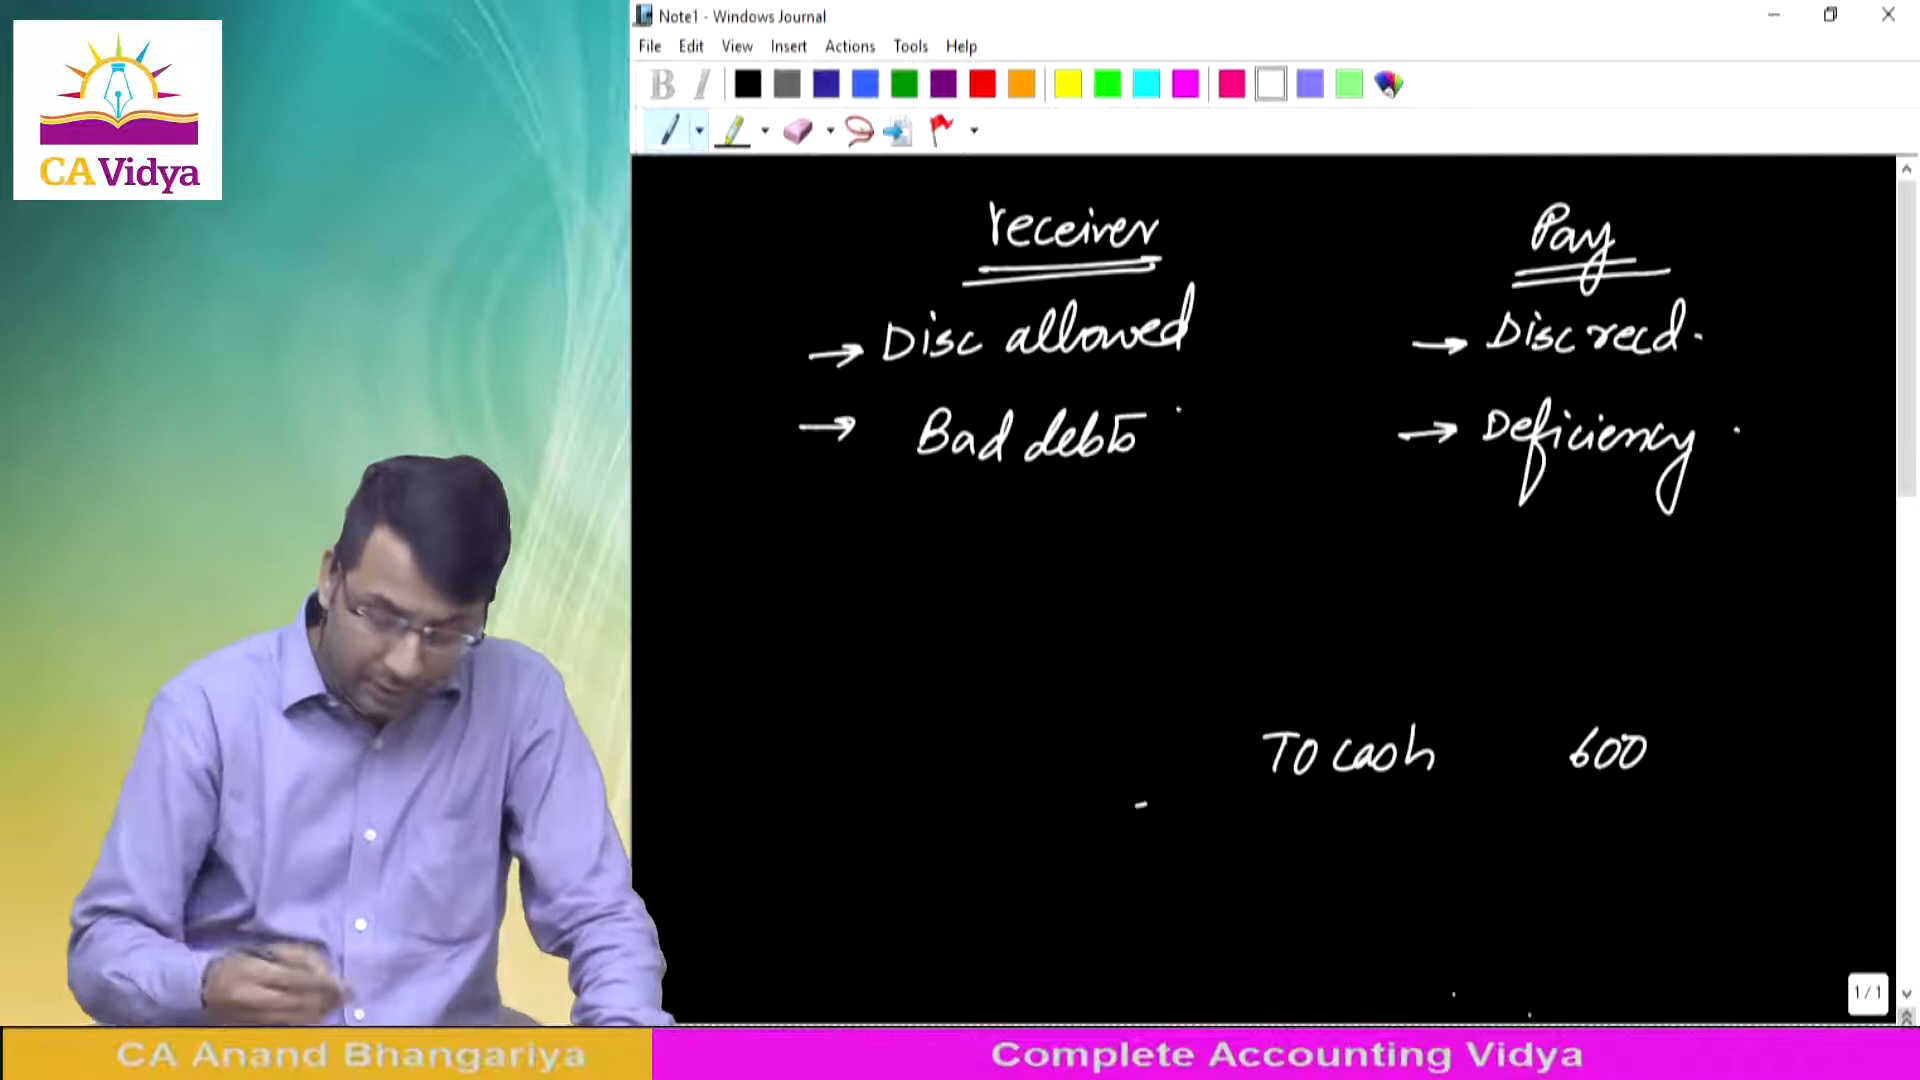 CA Vidya
Note1 - Windows Journal
File Edit View Insert Actions Tools Help
B I
receiver Pay
→ Disc allowed → Disc recd.
→ Bad debts → Deficiency
To cash 600
1 / 1
CA Anand Bhangariya Complete Accounting Vidya